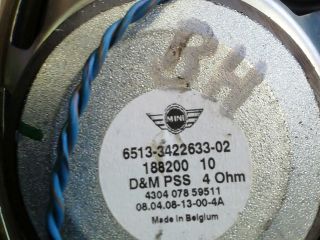 BH
MINI
6513-3422633-02
188200 10
D&M PSS 4 Ohm
4304 078 59511
08.04.08-13-00-4A
Made in Belgium